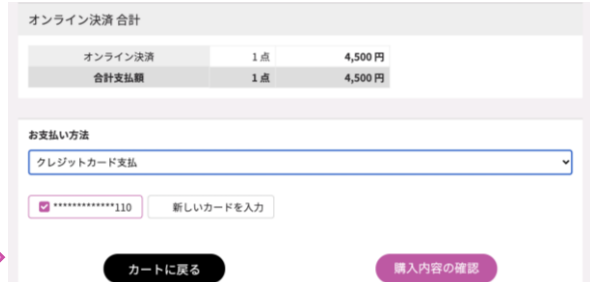 オンライン決済 合計
オンライン決済 1 点 4,500 円
合計支払額 1 点 4,500 円
お支払い方法
クレジットカード支払
*************110 新しいカードを入力
カートに戻る 購入内容の確認